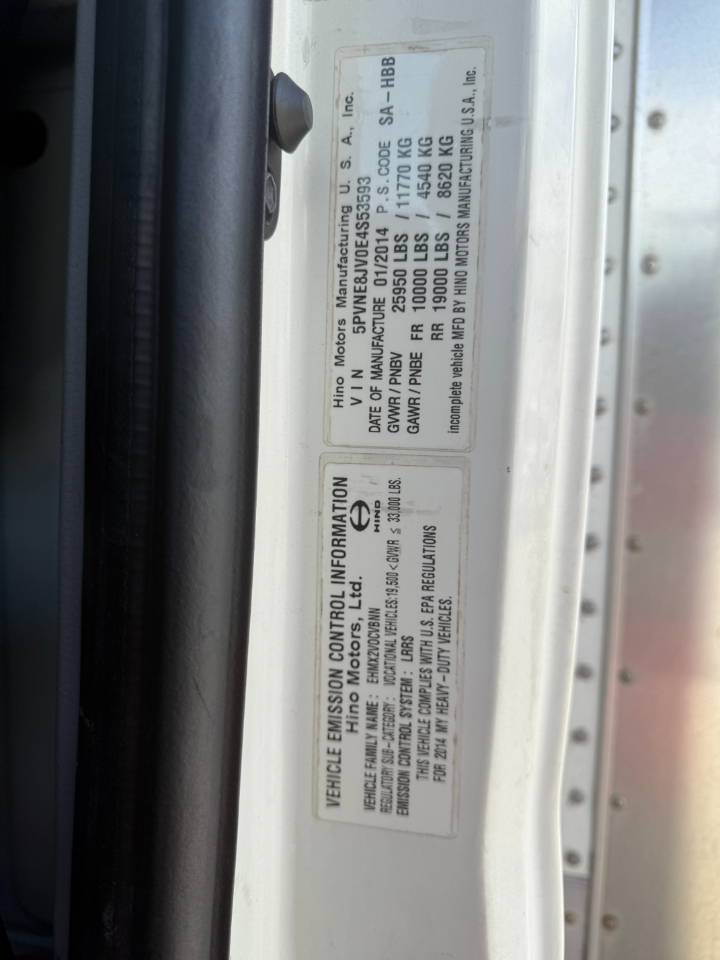 VEHICLE EMISSION CONTROL INFORMATION
Hino Motors, Ltd.
HINO
VEHICLE FAMILY NAME : EHMX2VOCVBNN
REGULATORY SUB-CATEGORY : VOCATIONAL VEHICLES:19,500 < GVWR ≤ 33,000 LBS.
EMISSION CONTROL SYSTEM : LRRS
THIS VEHICLE COMPLIES WITH U.S. EPA REGULATIONS
FOR 2014 MY HEAVY-DUTY VEHICLES.
Hino Motors Manufacturing U. S. A., Inc.
VIN 5PVNE8JV0E4S53593
DATE OF MANUFACTURE 01/2014 P.S.CODE SA-HBB
GVWR / PNBV 25950 LBS / 11770 KG
GAWR / PNBE FR 10000 LBS / 4540 KG
RR 19000 LBS / 8620 KG
incomplete vehicle MFD BY HINO MOTORS MANUFACTURING U.S.A., Inc.